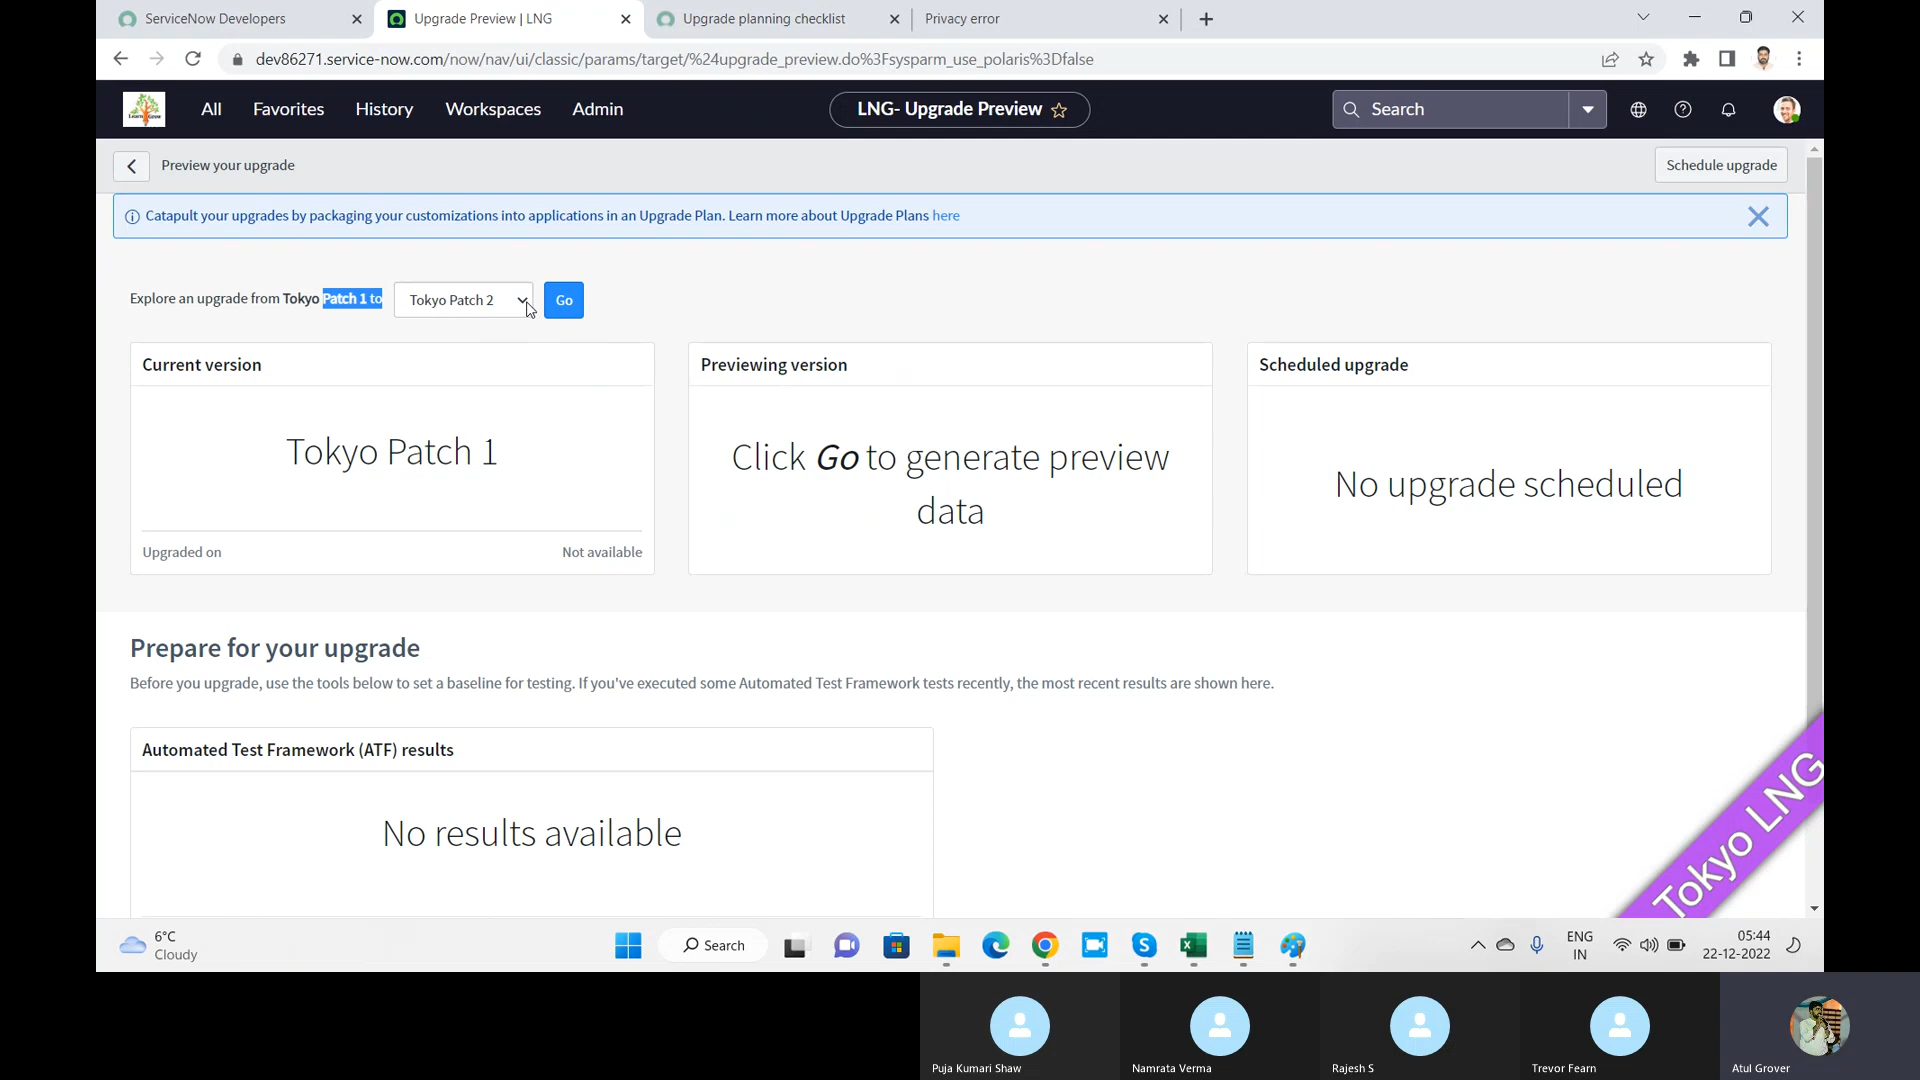 ServiceNow Developers
Upgrade Preview | LNG
Upgrade planning checklist
Privacy error
dev86271.service-now.com/now/nav/ui/classic/params/target/%24upgrade_preview.do%3Fsysparm_use_polaris%3Dfalse
All
Favorites
History
Workspaces
Admin
LNG- Upgrade Preview
Search
Preview your upgrade
Schedule upgrade
Catapult your upgrades by packaging your customizations into applications in an Upgrade Plan. Learn more about Upgrade Plans here
Explore an upgrade from Tokyo Patch 1 to
Tokyo Patch 2
Go
Current version
Tokyo Patch 1
Upgraded on
Not available
Previewing version
Click Go to generate preview
data
Scheduled upgrade
No upgrade scheduled
Prepare for your upgrade
Before you upgrade, use the tools below to set a baseline for testing. If you've executed some Automated Test Framework tests recently, the most recent results are shown here.
Automated Test Framework (ATF) results
No results available
Tokyo LNG
6°C
Cloudy
Search
ENG
IN
05:44
22-12-2022
Puja Kumari Shaw
Namrata Verma
Rajesh S
Trevor Fearn
Atul Grover